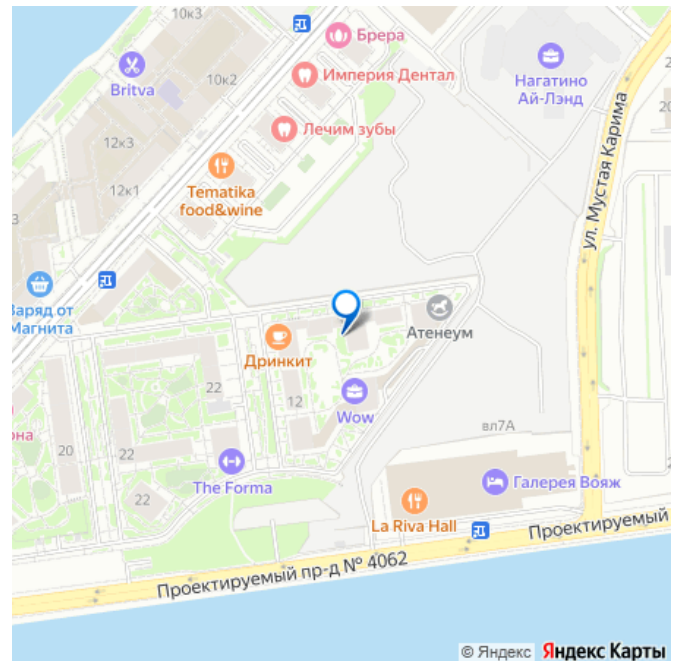 10к3
Брера
10к2
Britva
Империя Дентал
Нагатино
Ай-Лэнд
Лечим зубы
12к3
12к1
Tematika
food&wine
ул. Мустая Карима
3
Заряд от
Магнита
Атенеум
Дринкит
22
12
Wow
она
20
22
вл7А
The Forma
22
Галерея Вояж
La Riva Hall
Проектируемый
Проектируемый пр-д № 4062
© Яндекс Яндекс Карты